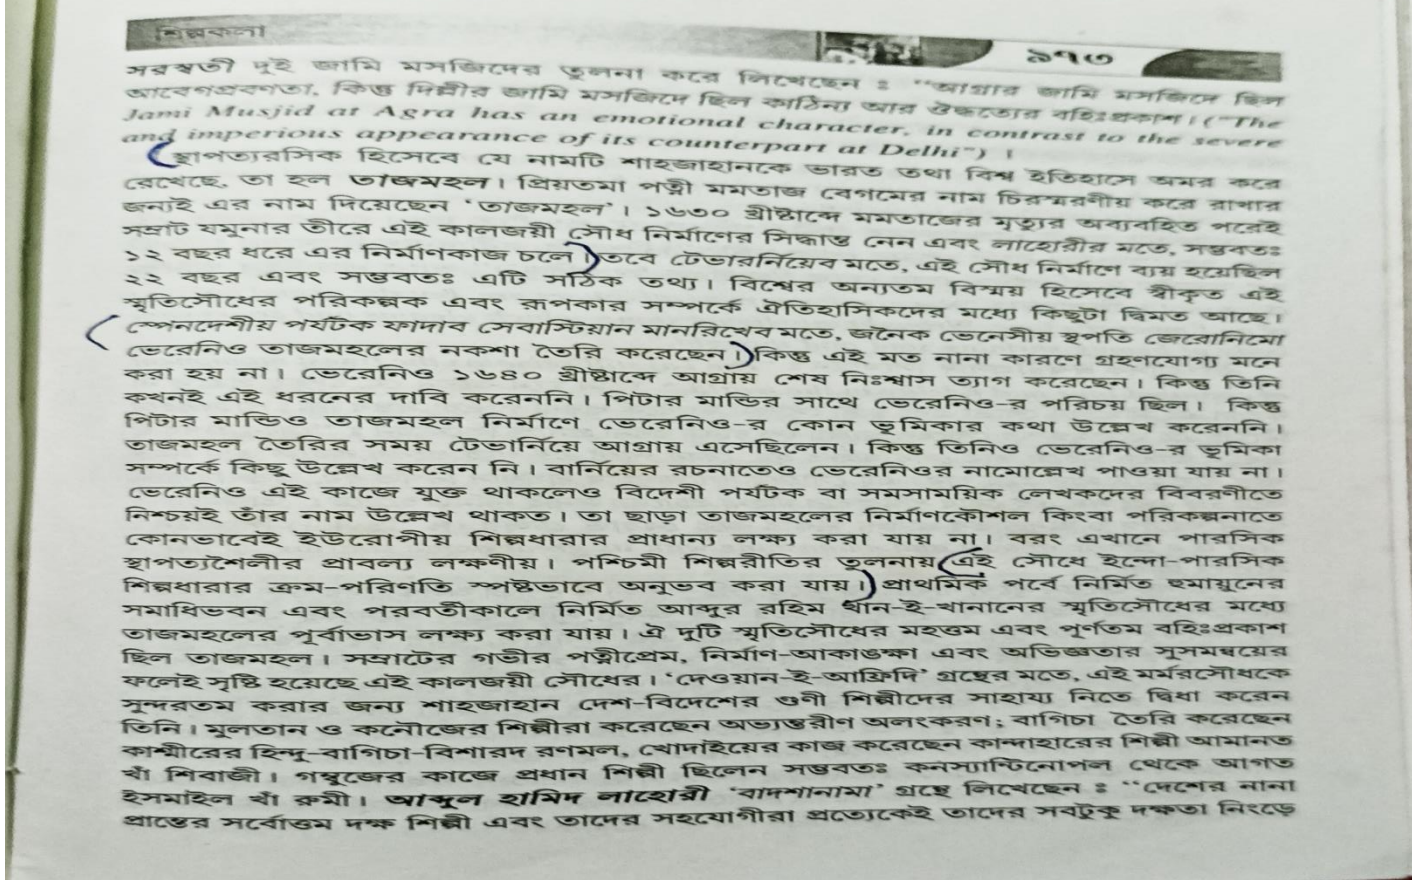 শিল্পকলা
১৭৩
সরস্বতী দুই জামি মসজিদের তুলনা করে লিখেছেন ঃ “আগ্রার জামি মসজিদে ছিল
আবেগপ্রবণতা, কিন্তু দিল্লীর জামি মসজিদে ছিল কাঠিন্য আর ঔদ্ধত্যের বহিঃপ্রকাশ। ("The
Jami Musjid at Agra has an emotional character, in contrast to the severe
and imperious appearance of its counterpart at Delhi") ।
স্থাপত্যরসিক হিসেবে যে নামটি শাহজাহানকে ভারত তথা বিশ্ব ইতিহাসে অমর করে
রেখেছে, তা হল তাজমহল। প্রিয়তমা পত্নী মমতাজ বেগমের নাম চিরস্মরণীয় করে রাখার
জন্যই এর নাম দিয়েছেন ‘তাজমহল’। ১৬৩০ খ্রীষ্টাব্দে মমতাজের মৃত্যুর অব্যবহিত পরেই
সম্রাট যমুনার তীরে এই কালজয়ী সৌধ নির্মাণের সিদ্ধান্ত নেন এবং লাহোরীর মতে, সম্ভবতঃ
১২ বছর ধরে এর নির্মাণকাজ চলে। তবে টেভারর্নিয়েব মতে, এই সৌধ নির্মাণে ব্যয় হয়েছিল
২২ বছর এবং সম্ভবতঃ এটি সঠিক তথ্য। বিশ্বের অন্যতম বিস্ময় হিসেবে স্বীকৃত এই
স্মৃতিসৌধের পরিকল্পক এবং রূপকার সম্পর্কে ঐতিহাসিকদের মধ্যে কিছুটা দ্বিমত আছে।
স্পেনদেশীয় পর্যটক ফাদাব সেবাস্টিয়ান মানরিখেব মতে, জনৈক ভেনেসীয় স্থপতি জেরোনিমো
ভেরেনিও তাজমহলের নকশা তৈরি করেছেন। কিন্তু এই মত নানা কারণে গ্রহণযোগ্য মনে
করা হয় না। ভেরেনিও ১৬৪০ খ্রীষ্টাব্দে আগ্রায় শেষ নিঃশ্বাস ত্যাগ করেছেন। কিন্তু তিনি
কখনই এই ধরনের দাবি করেননি। পিটার মান্ডির সাথে ভেরেনিও-র পরিচয় ছিল। কিন্তু
পিটার মান্ডিও তাজমহল নির্মাণে ভেরেনিও-র কোন ভূমিকার কথা উল্লেখ করেননি।
তাজমহল তৈরির সময় টেভার্নিয়ে আগ্রায় এসেছিলেন। কিন্তু তিনিও ভেরেনিও-র ভূমিকা
সম্পর্কে কিছু উল্লেখ করেন নি। বার্নিয়ের রচনাতেও ভেরেনিওর নামোল্লেখ পাওয়া যায় না।
ভেরেনিও এই কাজে যুক্ত থাকলেও বিদেশী পর্যটক বা সমসাময়িক লেখকদের বিবরণীতে
নিশ্চয়ই তাঁর নাম উল্লেখ থাকত। তা ছাড়া তাজমহলের নির্মাণকৌশল কিংবা পরিকল্পনাতে
কোনভাবেই ইউরোপীয় শিল্পধারার প্রাধান্য লক্ষ্য করা যায় না। বরং এখানে পারসিক
স্থাপত্যশৈলীর প্রাবল্য লক্ষণীয়। পশ্চিমী শিল্পরীতির তুলনায় এই সৌধে ইন্দো-পারসিক
শিল্পধারার ক্রম-পরিণতি স্পষ্টভাবে অনুভব করা যায়। প্রাথমিক পর্বে নির্মিত হুমায়ুনের
সমাধিভবন এবং পরবর্তীকালে নির্মিত আব্দুর রহিম খান-ই-খানানের স্মৃতিসৌধের মধ্যে
তাজমহলের পূর্বাভাস লক্ষ্য করা যায়। ঐ দুটি স্মৃতিসৌধের মহত্তম এবং পূর্ণতম বহিঃপ্রকাশ
ছিল তাজমহল। সম্রাটের গভীর পত্নীপ্রেম, নির্মাণ-আকাঙক্ষা এবং অভিজ্ঞতার সুসমন্বয়ের
ফলেই সৃষ্টি হয়েছে এই কালজয়ী সৌধের। ‘দেওয়ান-ই-আফ্রিদি’ গ্রন্থের মতে, এই মর্মরসৌধকে
সুন্দরতম করার জন্য শাহজাহান দেশ-বিদেশের গুণী শিল্পীদের সাহায্য নিতে দ্বিধা করেন
তিনি। মুলতান ও কনৌজের শিল্পীরা করেছেন অভ্যন্তরীণ অলংকরণ; বাগিচা তৈরি করেছেন
কাশ্মীরের হিন্দু-বাগিচা-বিশারদ রণমল, খোদাইয়ের কাজ করেছেন কান্দাহারের শিল্পী আমানত
খাঁ শিবাজী। গম্বুজের কাজে প্রধান শিল্পী ছিলেন সম্ভবতঃ কনস্যান্টিনোপল থেকে আগত
ইসমাইল খাঁ রুমী। আব্দুল হামিদ লাহোরী ‘বাদশানামা’ গ্রন্থে লিখেছেন ঃ “দেশের নানা
প্রান্তের সর্বোত্তম দক্ষ শিল্পী এবং তাদের সহযোগীরা প্রত্যেকেই তাদের সবটুকু দক্ষতা নিংড়ে